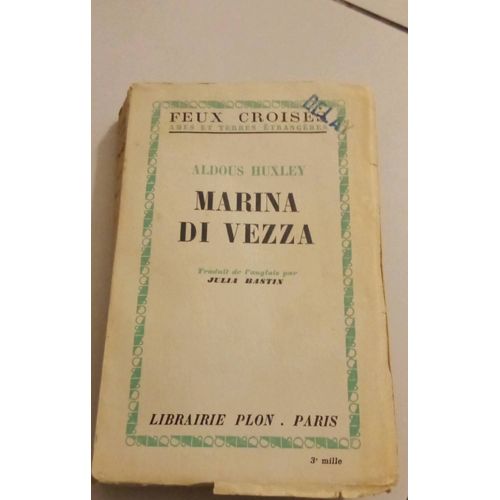 FEUX CROISÉS
DELAY
AMES ET TERRES ÉTRANGÈRES
ALDOUS HUXLEY
MARINA
DI VEZZA
Traduit de l'anglais par
JULIA BASTIN
LIBRAIRIE PLON . PARIS
3e mille